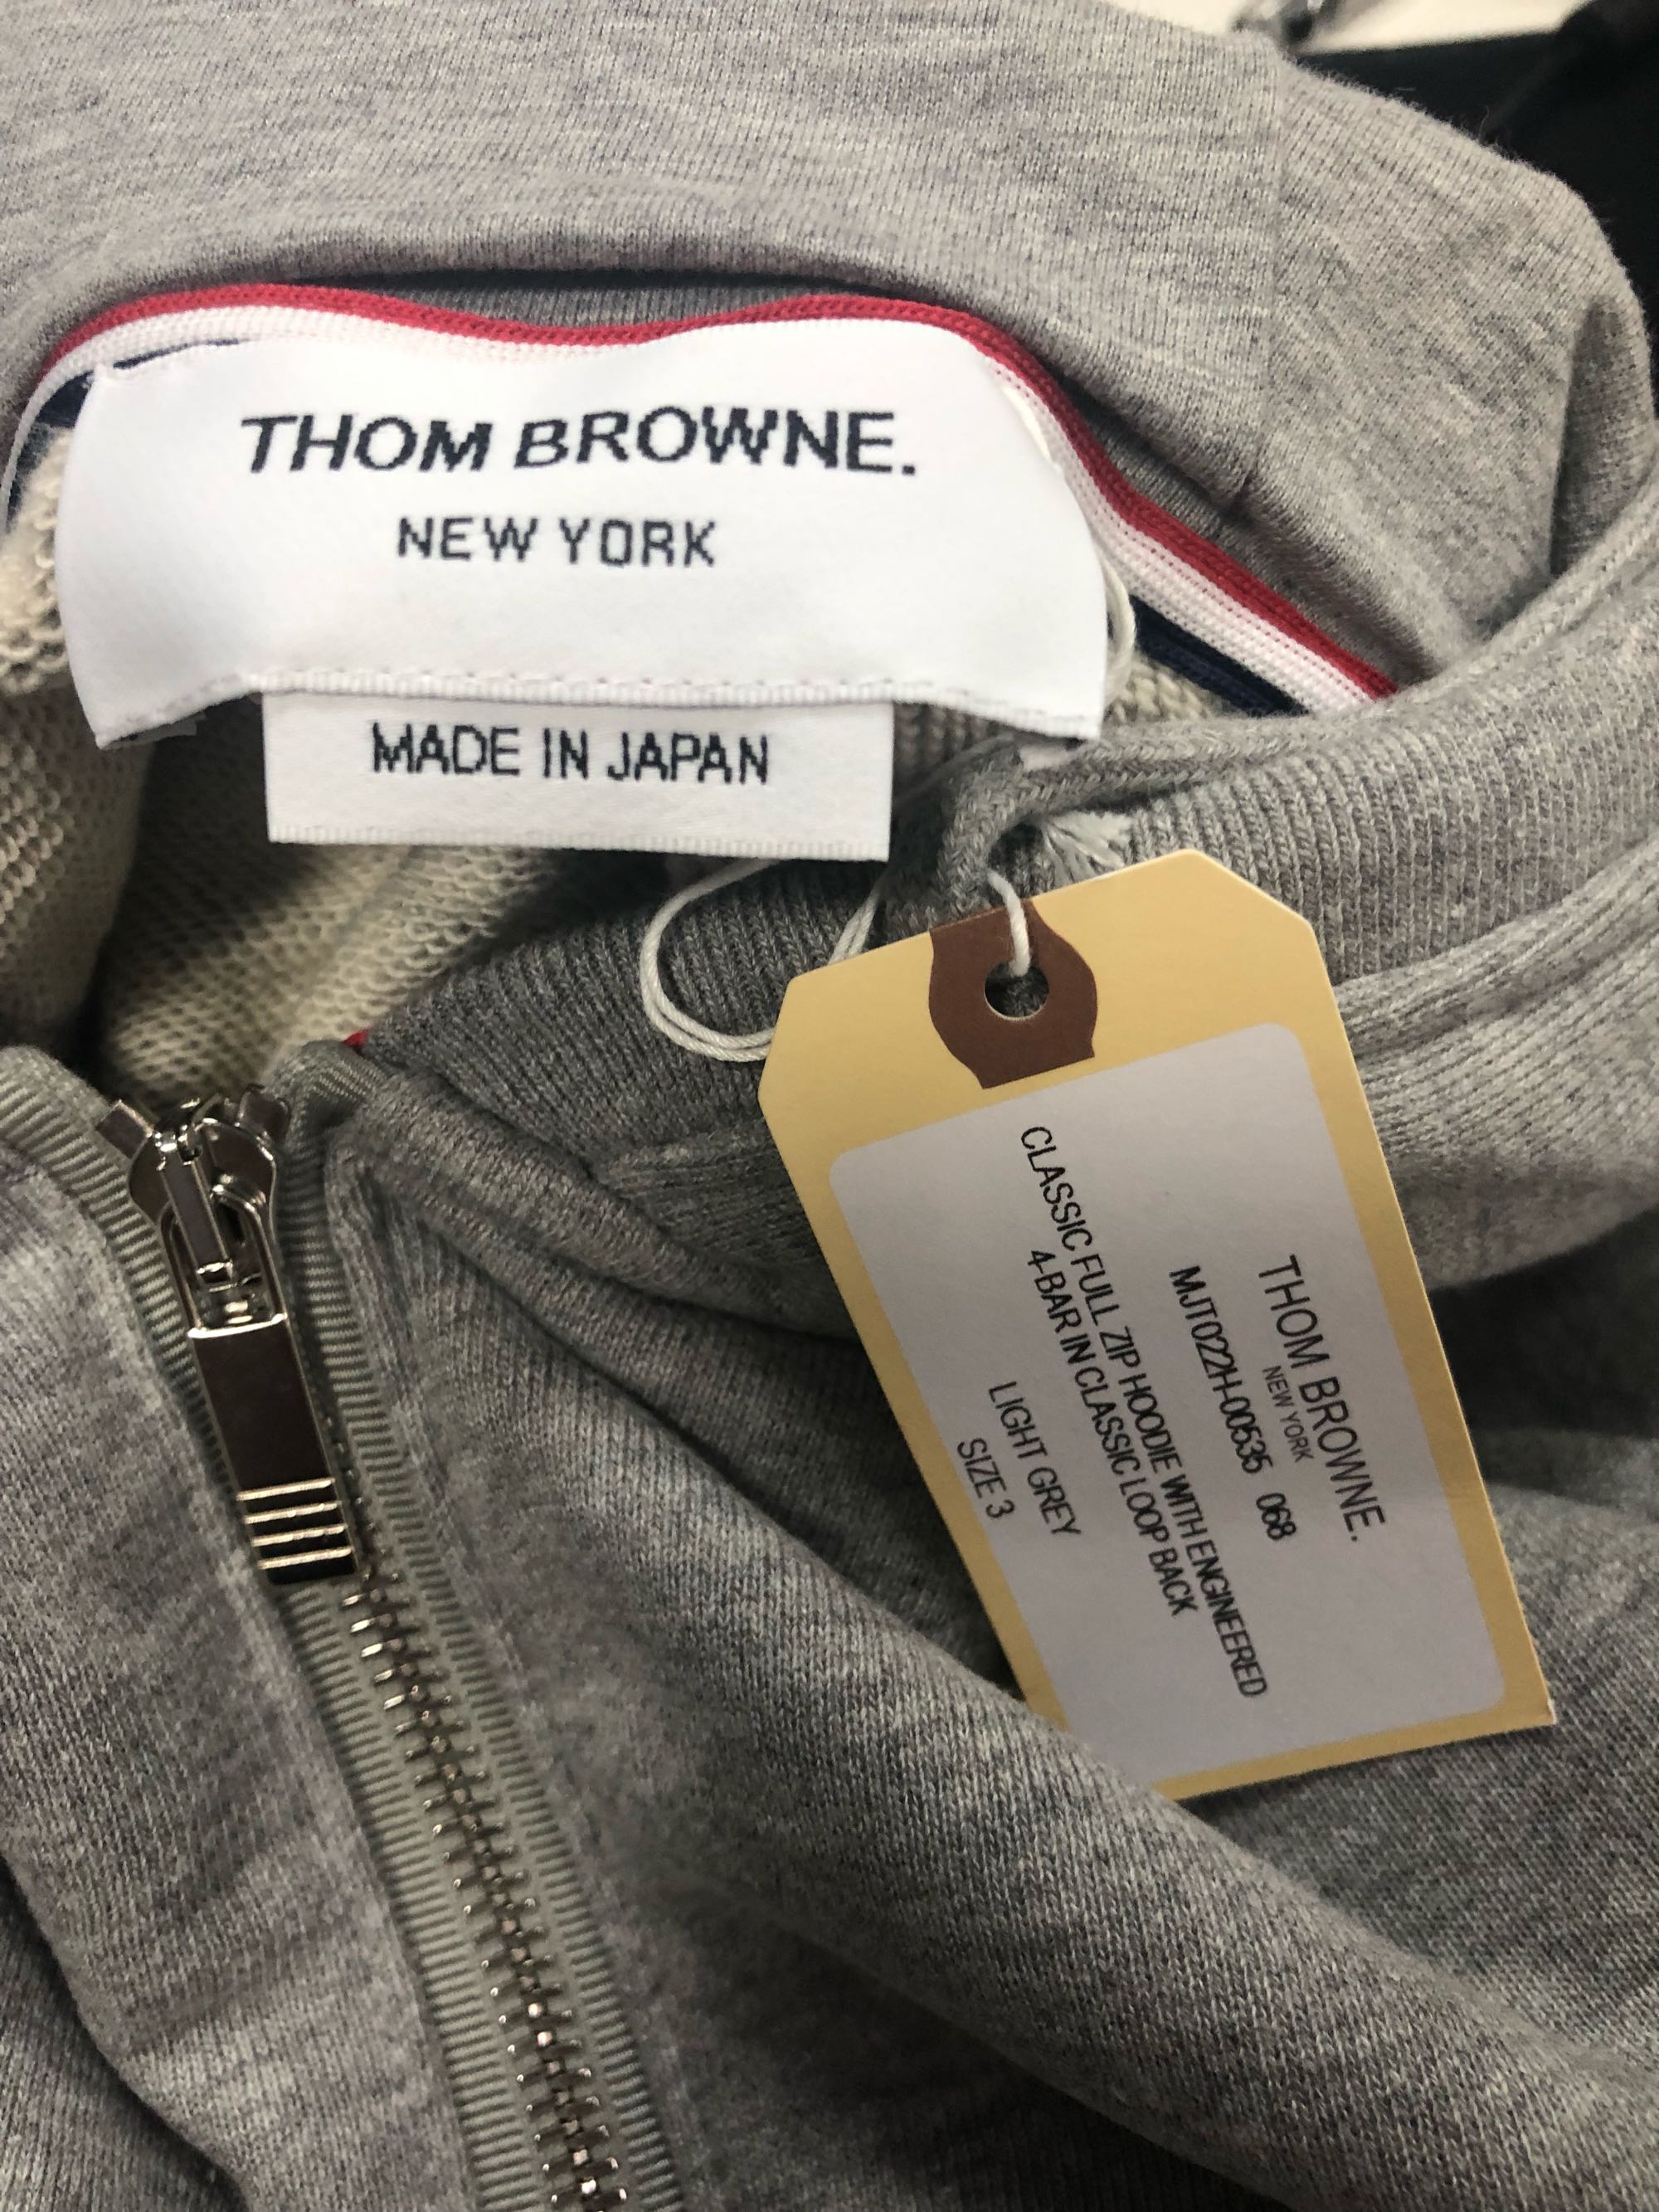 THOM BROWNE.
NEW YORK
MADE IN JAPAN
THOM BROWNE.
NEW YORK
MJT022H-00535 068
CLASSIC FULL ZIP HOODIE WITH ENGINEERED
4-BAR IN CLASSIC LOOP BACK
LIGHT GREY
SIZE 3